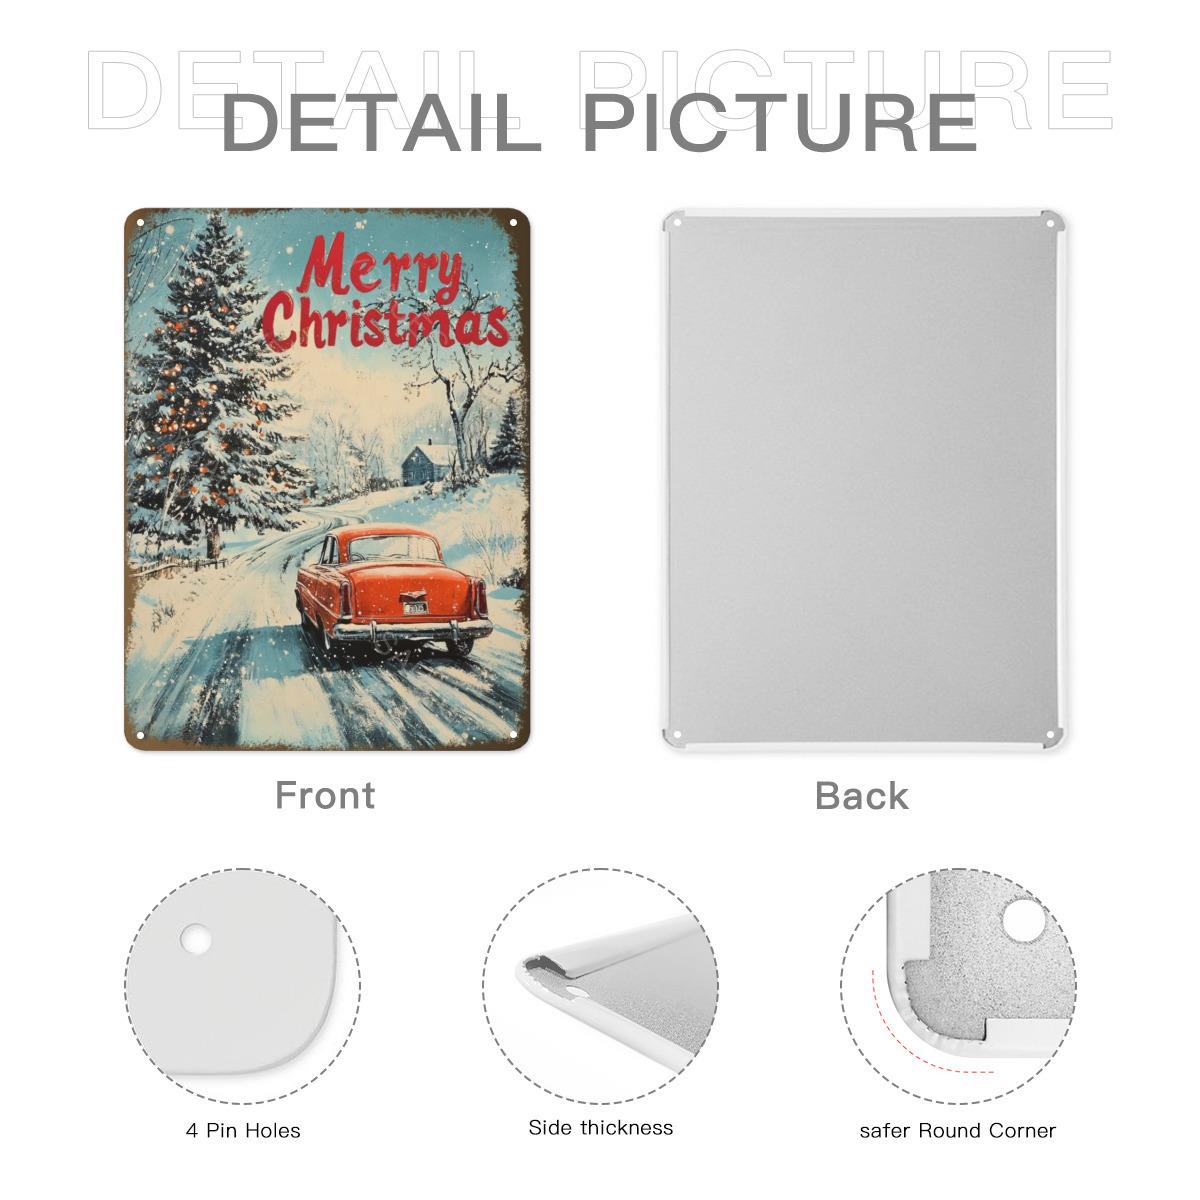 DETAIL PICTURE
DETAIL PICTURE
Merry
Christmas
Front
Back
4 Pin Holes
Side thickness
safer Round Corner